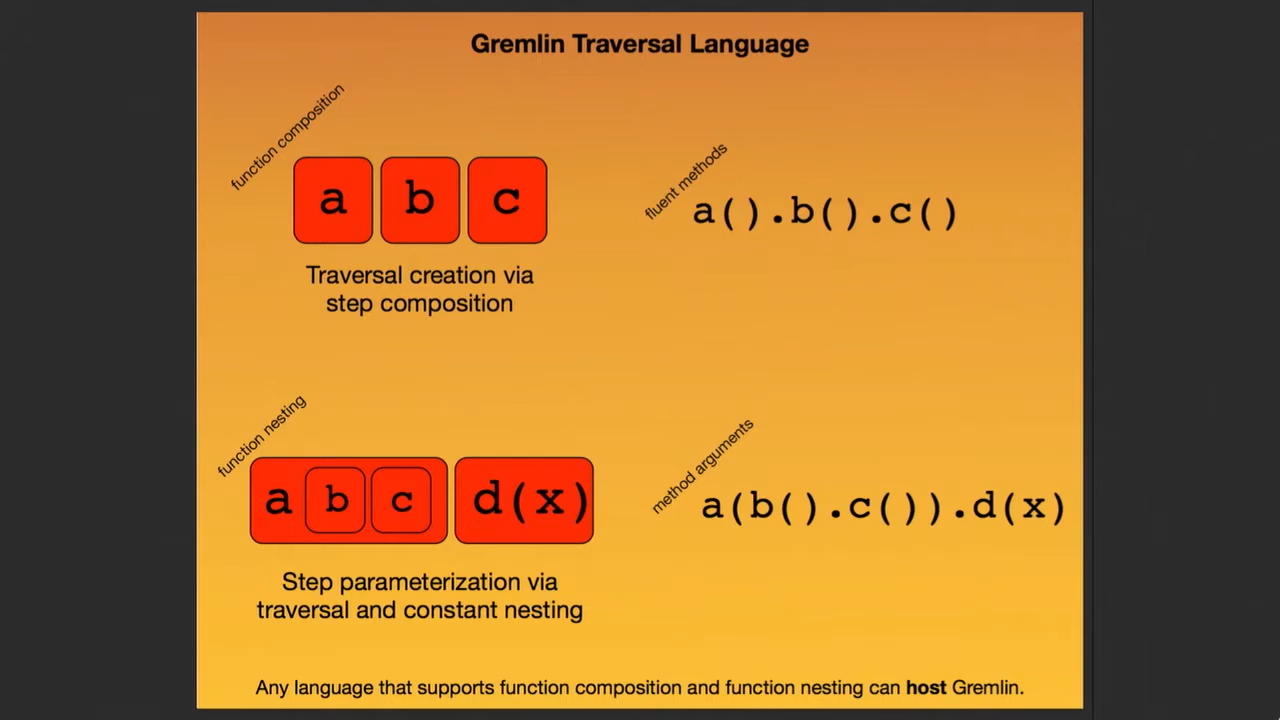 Gremlin Traversal Language
function composition
a b c
fluent methods
a().b().c()
Traversal creation via
step composition
function nesting
a b c d(x)
method arguments
a(b().c()).d(x)
Step parameterization via
traversal and constant nesting
Any language that supports function composition and function nesting can host Gremlin.